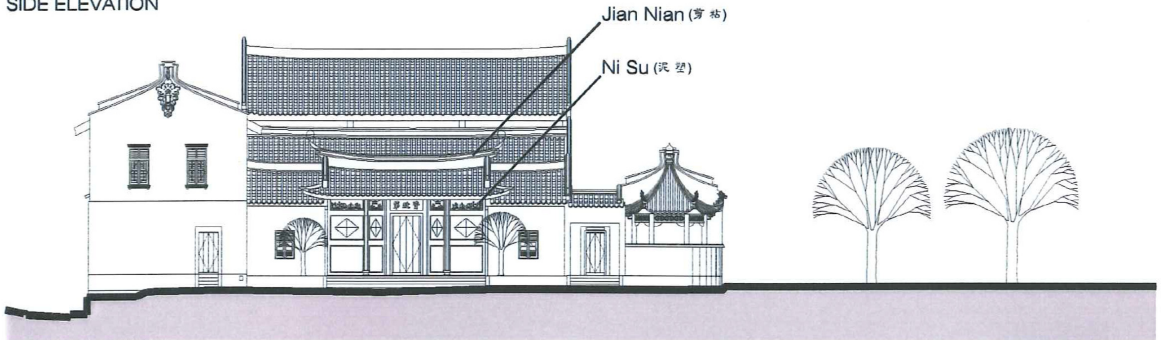 SIDE ELEVATION
Jian Nian (剪粘)
Ni Su (泥塑)